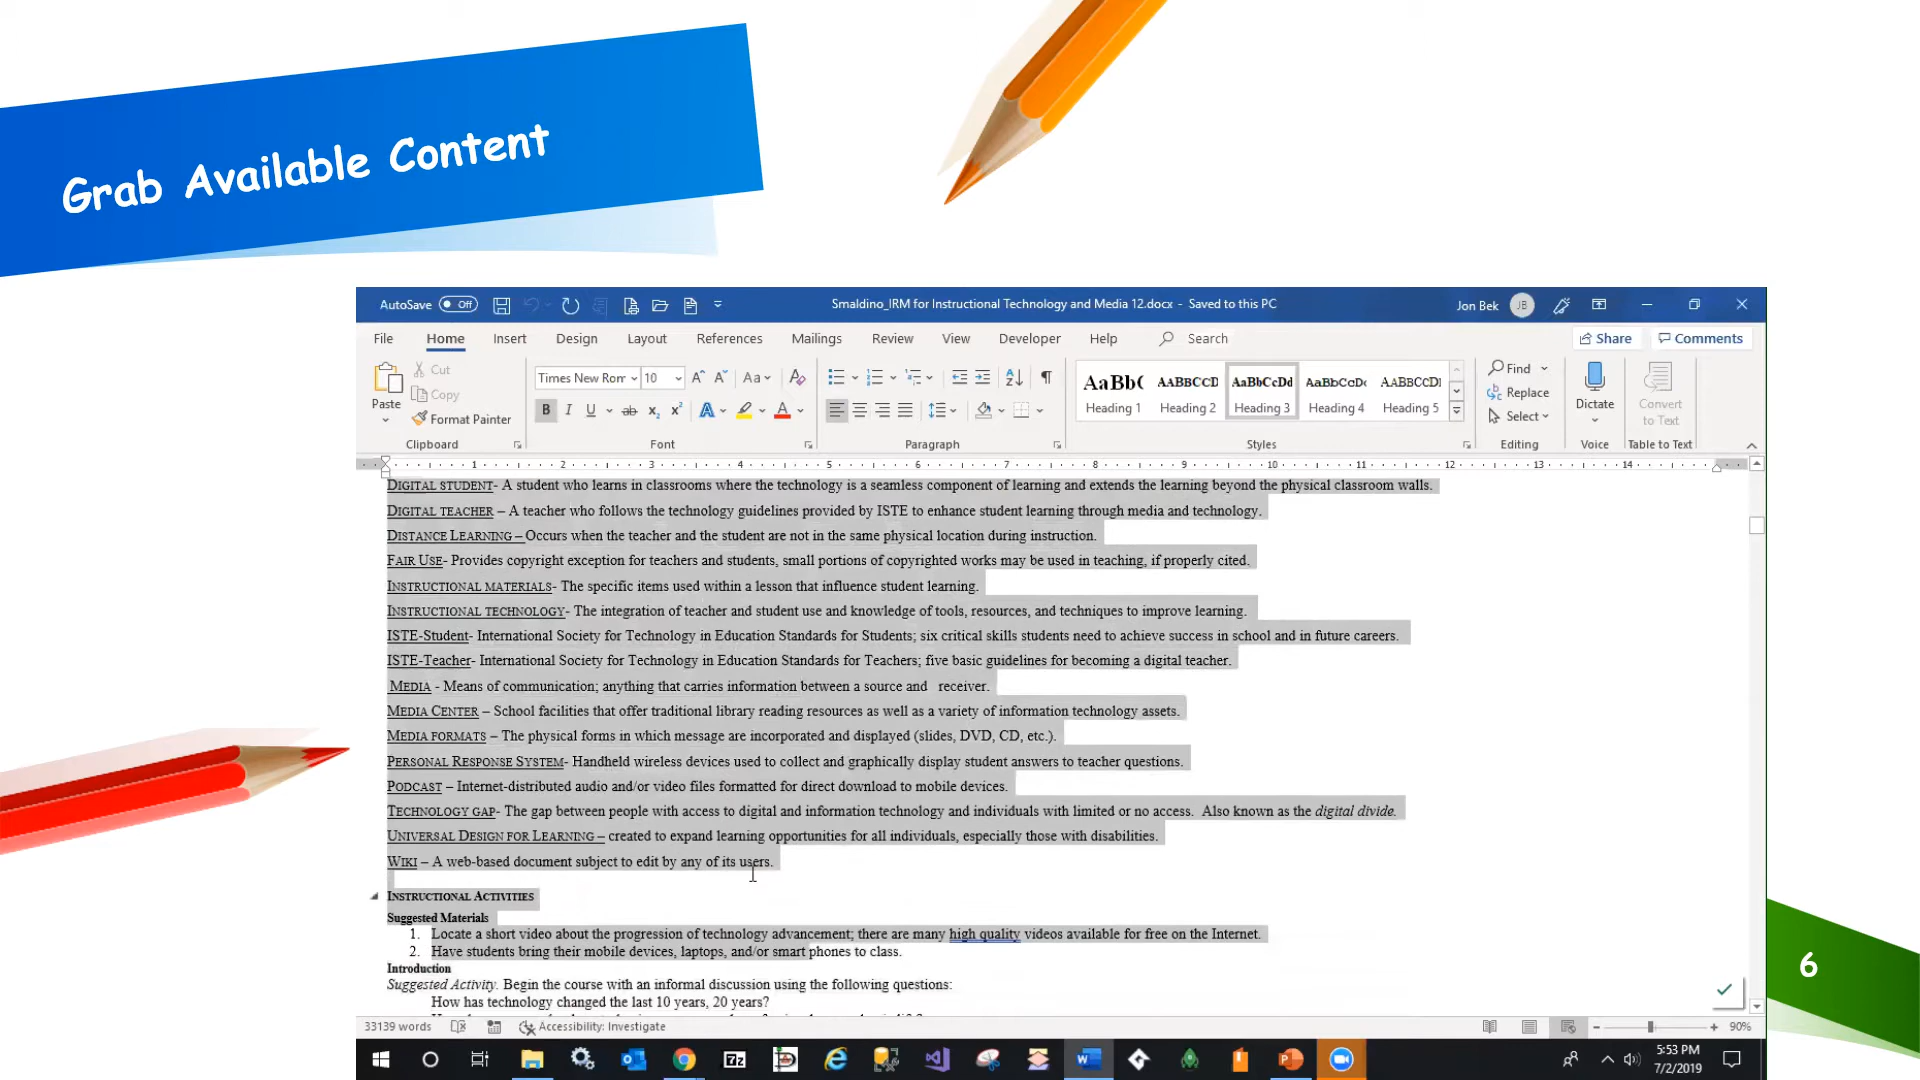 Grab Available Content
AutoSave Off
Smaldino_IRM for Instructional Technology and Media 12.docx - Saved to this PC
Jon Bek JB
File Home Insert Design Layout References Mailings Review View Developer Help Search Share Comments
Paste
Cut
Copy
Format Painter
Clipboard
Times New Ron 10
Font
Paragraph
AaBb( AABBCCD AaBbCcDd AaBbCcDc AABBCCDI
Heading 1 Heading 2 Heading 3 Heading 4 Heading 5
Styles
Find
Replace
Select
Editing
Dictate
Voice
Convert to Text
Table to Text
1 2 3 4 5 6 7 8 9 10 11 12 13 14
DIGITAL STUDENT- A student who learns in classrooms where the technology is a seamless component of learning and extends the learning beyond the physical classroom walls.
DIGITAL TEACHER – A teacher who follows the technology guidelines provided by ISTE to enhance student learning through media and technology.
DISTANCE LEARNING – Occurs when the teacher and the student are not in the same physical location during instruction.
FAIR USE- Provides copyright exception for teachers and students, small portions of copyrighted works may be used in teaching, if properly cited.
INSTRUCTIONAL MATERIALS- The specific items used within a lesson that influence student learning.
INSTRUCTIONAL TECHNOLOGY- The integration of teacher and student use and knowledge of tools, resources, and techniques to improve learning.
ISTE-Student- International Society for Technology in Education Standards for Students; six critical skills students need to achieve success in school and in future careers.
ISTE-Teacher- International Society for Technology in Education Standards for Teachers; five basic guidelines for becoming a digital teacher.
MEDIA - Means of communication; anything that carries information between a source and receiver.
MEDIA CENTER – School facilities that offer traditional library reading resources as well as a variety of information technology assets.
MEDIA FORMATS – The physical forms in which message are incorporated and displayed (slides, DVD, CD, etc.).
PERSONAL RESPONSE SYSTEM- Handheld wireless devices used to collect and graphically display student answers to teacher questions.
PODCAST – Internet-distributed audio and/or video files formatted for direct download to mobile devices.
TECHNOLOGY GAP- The gap between people with access to digital and information technology and individuals with limited or no access. Also known as the digital divide.
UNIVERSAL DESIGN FOR LEARNING – created to expand learning opportunities for all individuals, especially those with disabilities.
WIKI – A web-based document subject to edit by any of its users.
INSTRUCTIONAL ACTIVITIES
Suggested Materials
1. Locate a short video about the progression of technology advancement; there are many high quality videos available for free on the Internet.
2. Have students bring their mobile devices, laptops, and/or smart phones to class.
Introduction
Suggested Activity. Begin the course with an informal discussion using the following questions:
How has technology changed the last 10 years, 20 years?
33139 words Accessibility: Investigate 90%
5:53 PM
7/2/2019
6